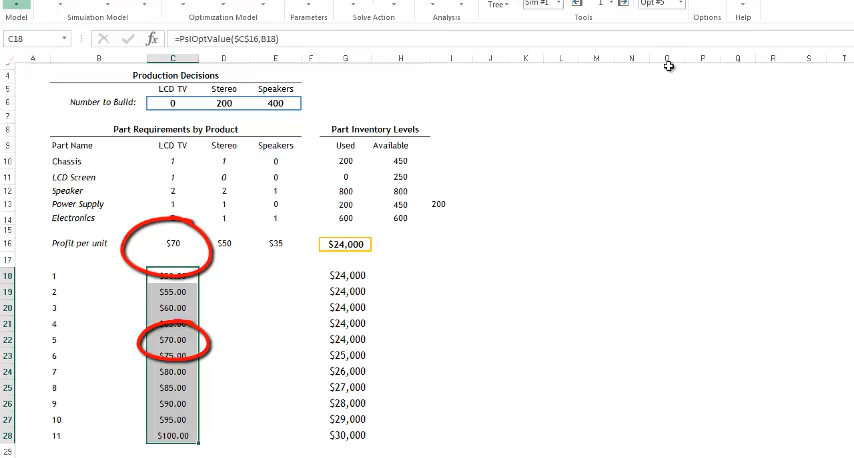 Tree Sim #1 1 Opt #5
Model Simulation Model Optimization Model Parameters Solve Action Analysis Tools Options Help
C18 fx =PsiOptValue($C$16,B18)
A B C D E F G H I J K L M N O P Q R S T
4 Production Decisions
5 LCD TV Stereo Speakers
6 Number to Build: 0 200 400
7
8 Part Requirements by Product Part Inventory Levels
9 Part Name LCD TV Stereo Speakers Used Available
10 Chassis 1 1 0 200 450
11 LCD Screen 1 0 0 0 250
12 Speaker 2 2 1 800 800
13 Power Supply 1 1 0 200 450 200
14 Electronics 1 1 600 600
15
16 Profit per unit $70 $50 $35 $24,000
17
18 1 $24,000
19 2 $55.00 $24,000
20 3 $60.00 $24,000
21 4 $24,000
22 5 $70.00 $24,000
23 6 $75.00 $25,000
24 7 $80.00 $26,000
25 8 $85.00 $27,000
26 9 $90.00 $28,000
27 10 $95.00 $29,000
28 11 $100.00 $30,000
29